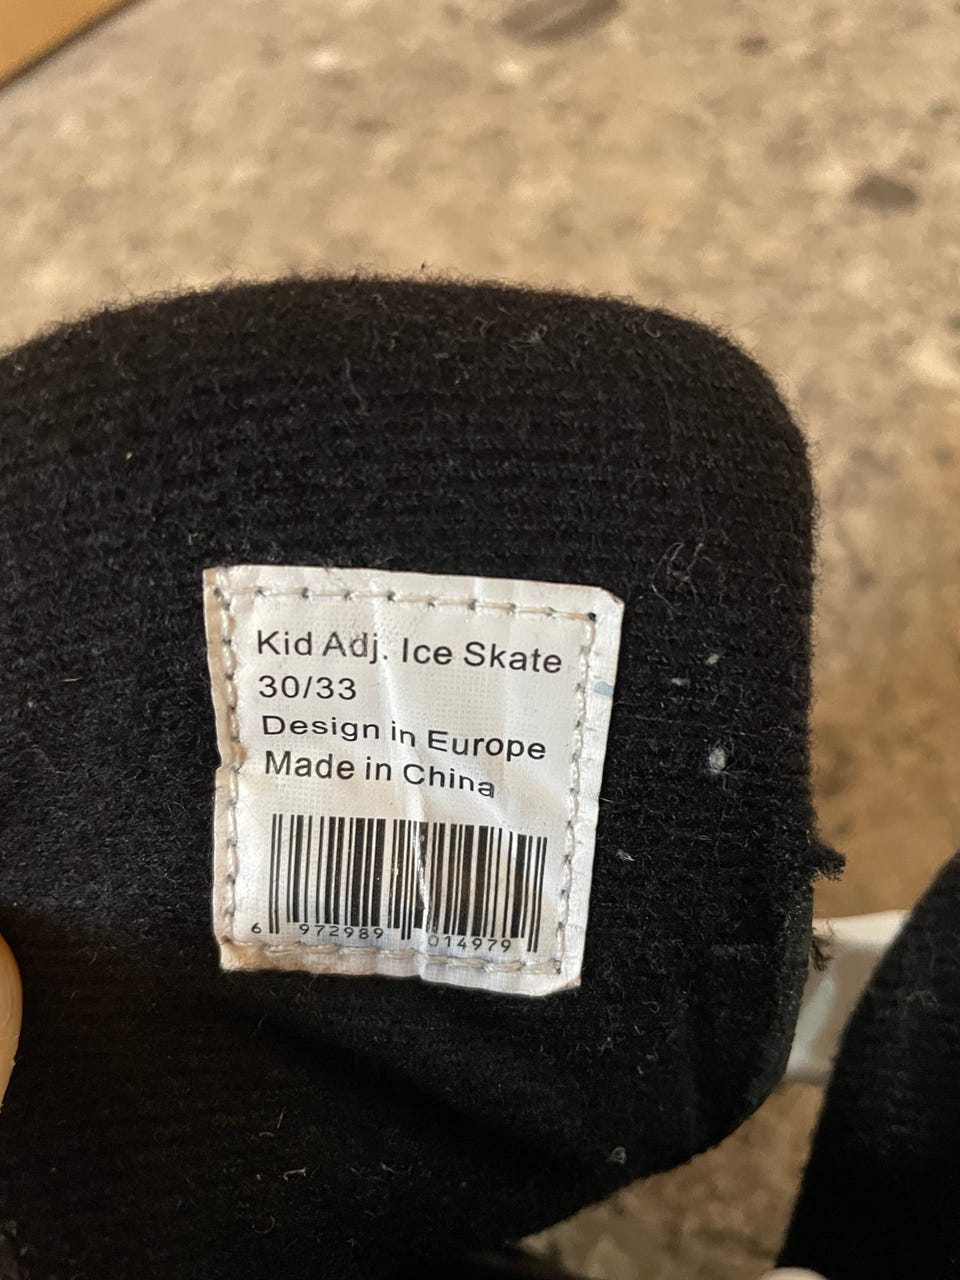 Kid Adj. Ice Skate
30/33
Design in Europe
Made in China
6 972989 014979